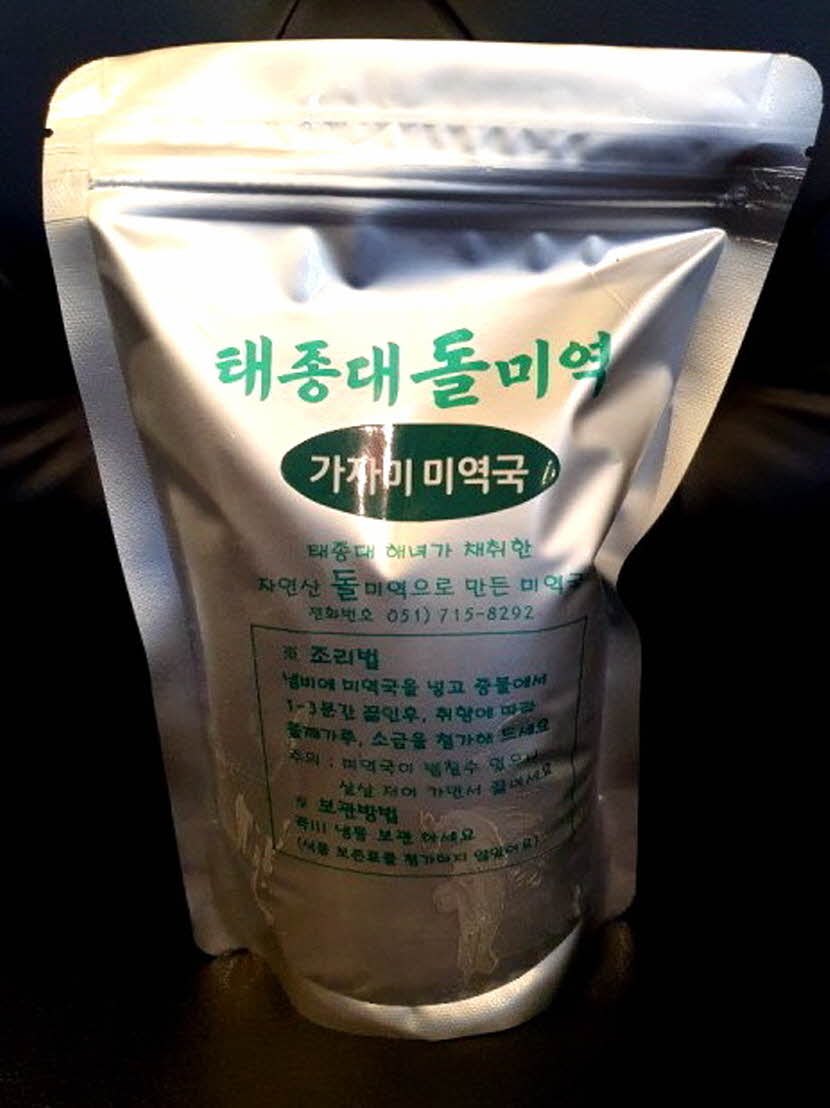 태종대돌미역
가자미 미역국
태종대 해녀가 채취한
자연산 돌미역으로 만든 미역국
전화번호 051) 715-8292
※ 조리법
냄비에 미역국을 넣고 중불에서
1-3분간 끓인후, 취향에 따라
들깨가루, 소금을 첨가해 드세요
주의 : 미역국이 넘칠수 있으니
살살 저어 가면서 끓이세요
※ 보관방법
꼭!!! 냉동 보관 하세요
(식품 보존료를 첨가하지 않았어요)